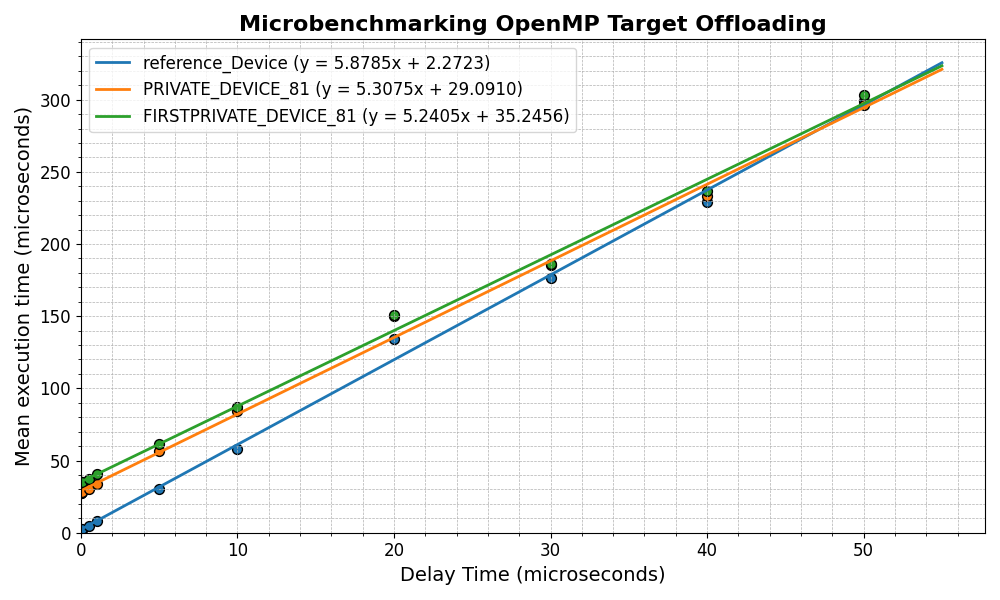 Microbenchmarking OpenMP Target Offloading
reference_Device (y = 5.8785x + 2.2723)
PRIVATE_DEVICE_81 (y = 5.3075x + 29.0910)
FIRSTPRIVATE_DEVICE_81 (y = 5.2405x + 35.2456)
Mean execution time (microseconds)
300
250
200
150
100
50
0
0 10 20 30 40 50
Delay Time (microseconds)